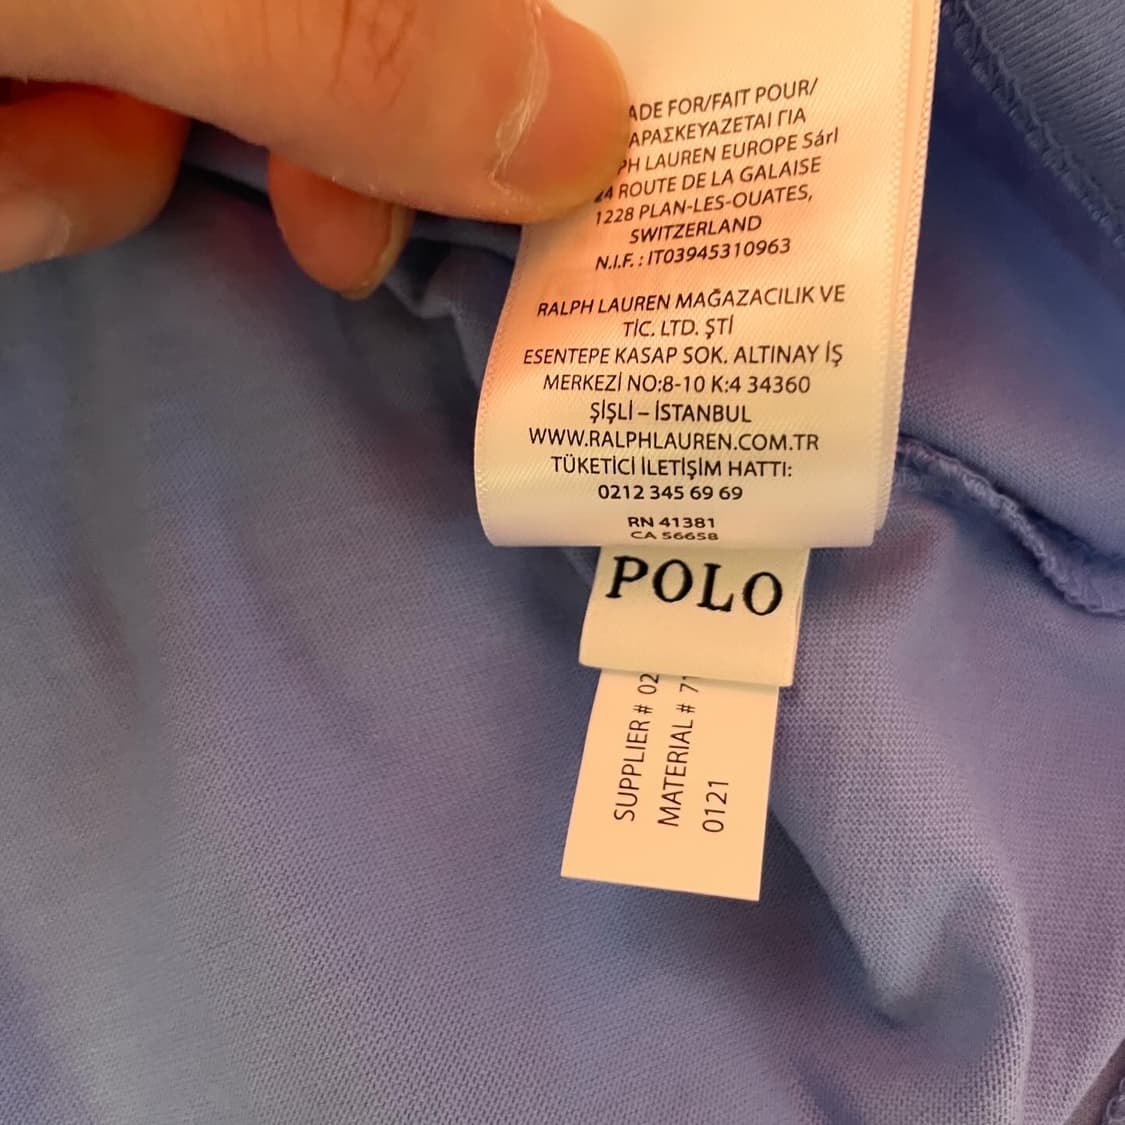 ADE FOR/FAIT POUR/
ΑΡΑΣΚΕΥΑΖΕΤΑΙ ΓΙΑ
PH LAUREN EUROPE Sárl
24 ROUTE DE LA GALAISE
1228 PLAN-LES-OUATES,
SWITZERLAND
N.I.F. : IT03945310963
RALPH LAUREN MAĞAZACILIK VE
TİC. LTD. ŞTİ
ESENTEPE KASAP SOK. ALTINAY İŞ
MERKEZİ NO:8-10 K:4 34360
ŞİŞLİ – İSTANBUL
WWW.RALPHLAUREN.COM.TR
TÜKETİCİ İLETİŞİM HATTI:
0212 345 69 69
RN 41381
CA 56658
POLO
SUPPLIER # 02
MATERIAL # 71
0121